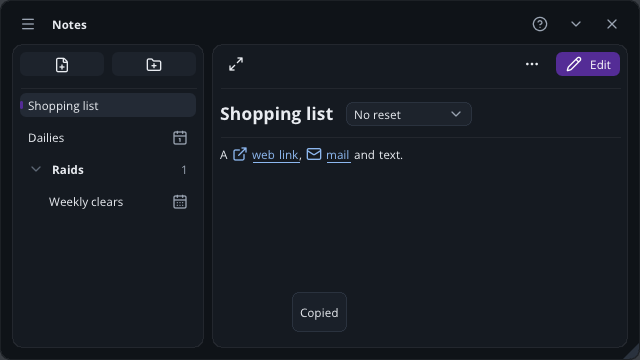 Notes
Shopping list
Dailies
Raids 1
Weekly clears
Edit
Shopping list No reset
A web link, mail and text.
Copied